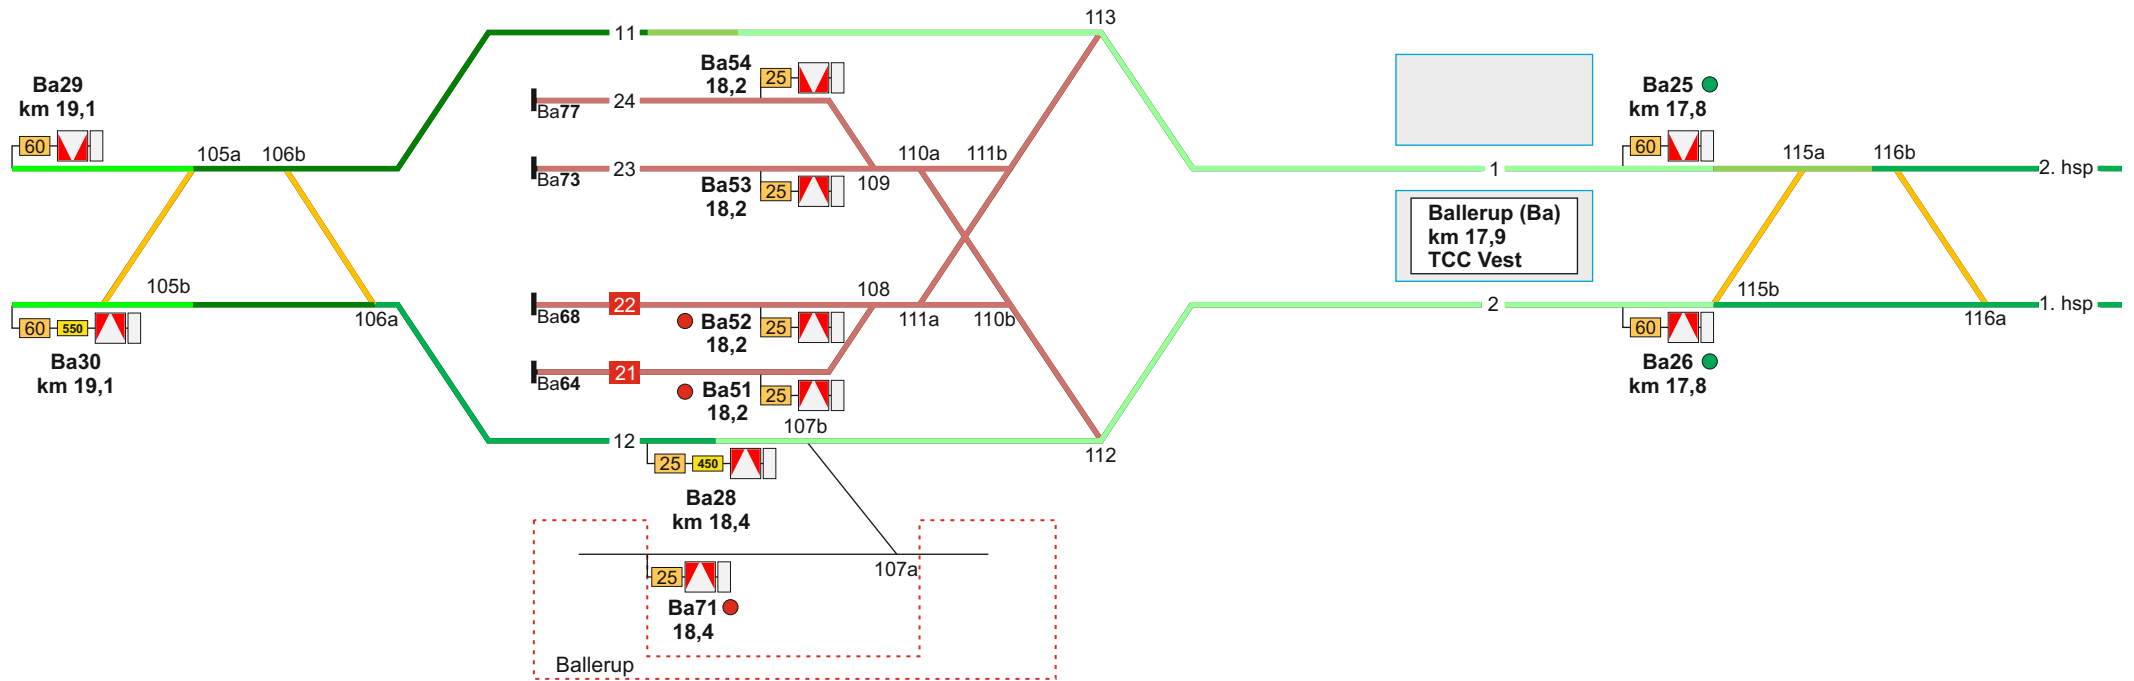 113
11
Ba54
18,2
25
Ba29
km 19,1
Ba25
km 17,8
24
Ba77
60
105a
106b
110a
111b
60
115a
116b
23
1
2. hsp
Ba73
Ba53
18,2
25
109
Ballerup (Ba)
km 17,9
TCC Vest
105b
108
115b
22
2
1. hsp
Ba68
106a
111a
110b
116a
60
550
Ba52
18,2
25
60
Ba30
km 19,1
Ba26
km 17,8
21
Ba64
Ba51
18,2
25
107b
12
112
25
450
Ba28
km 18,4
107a
25
Ba71
18,4
Ballerup